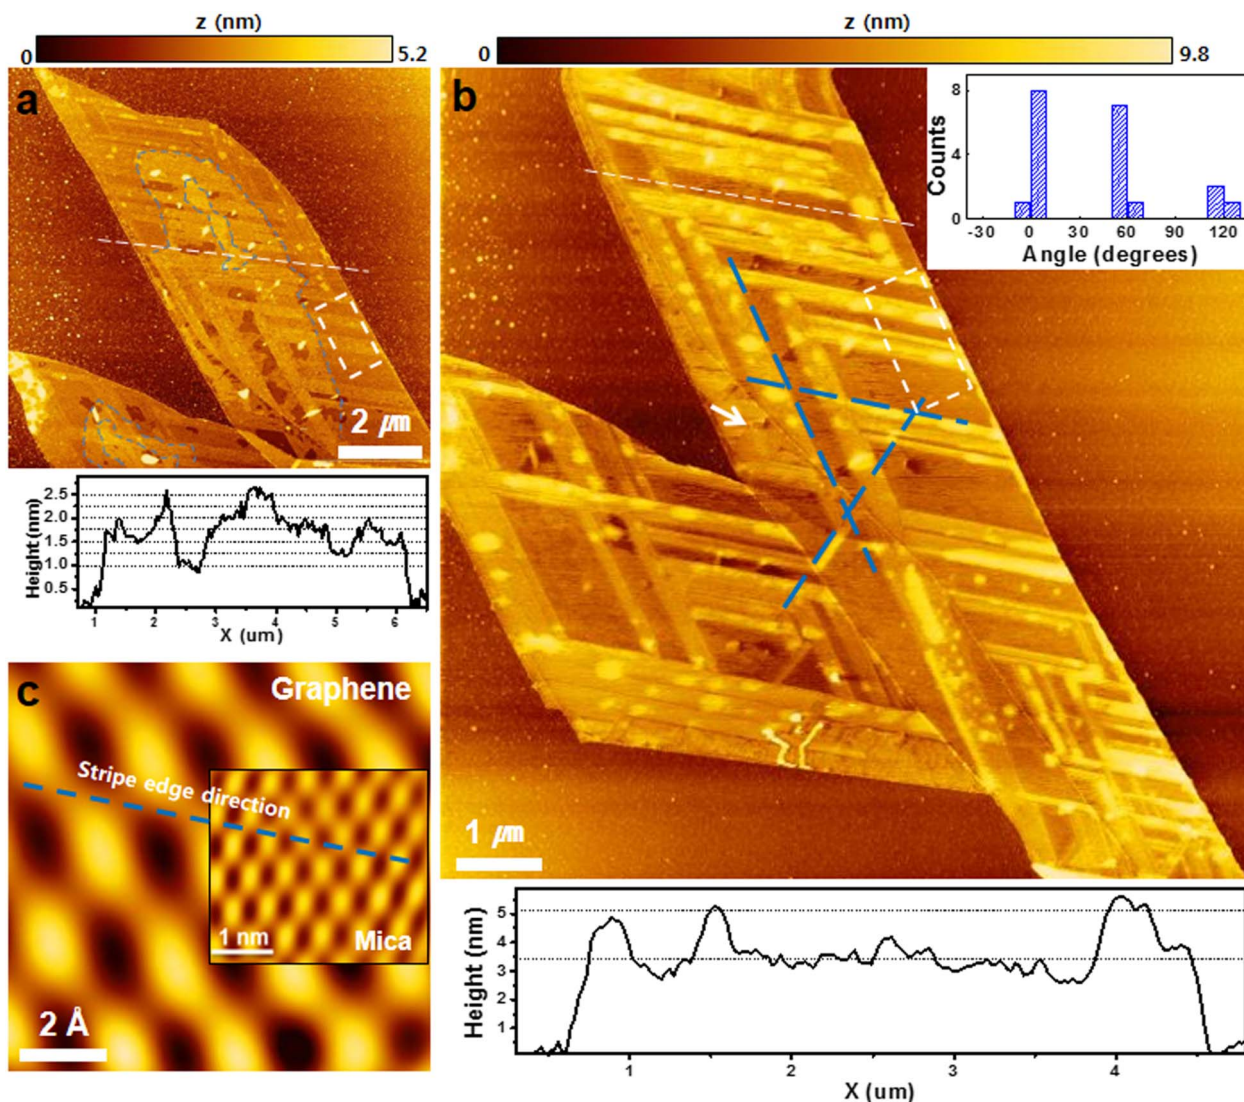 z (nm)
0
5.2
z (nm)
0
9.8
a
2 µm
2.5
2.0
1.5
1.0
0.5
Height (nm)
1 2 3 4 5 6
X (um)
b
8
4
0
Counts
-30 0 30 60 90 120
Angle (degrees)
1 µm
c
Graphene
Stripe edge direction
1 nm
Mica
2 Å
5
4
3
2
1
Height (nm)
1 2 3 4
X (um)